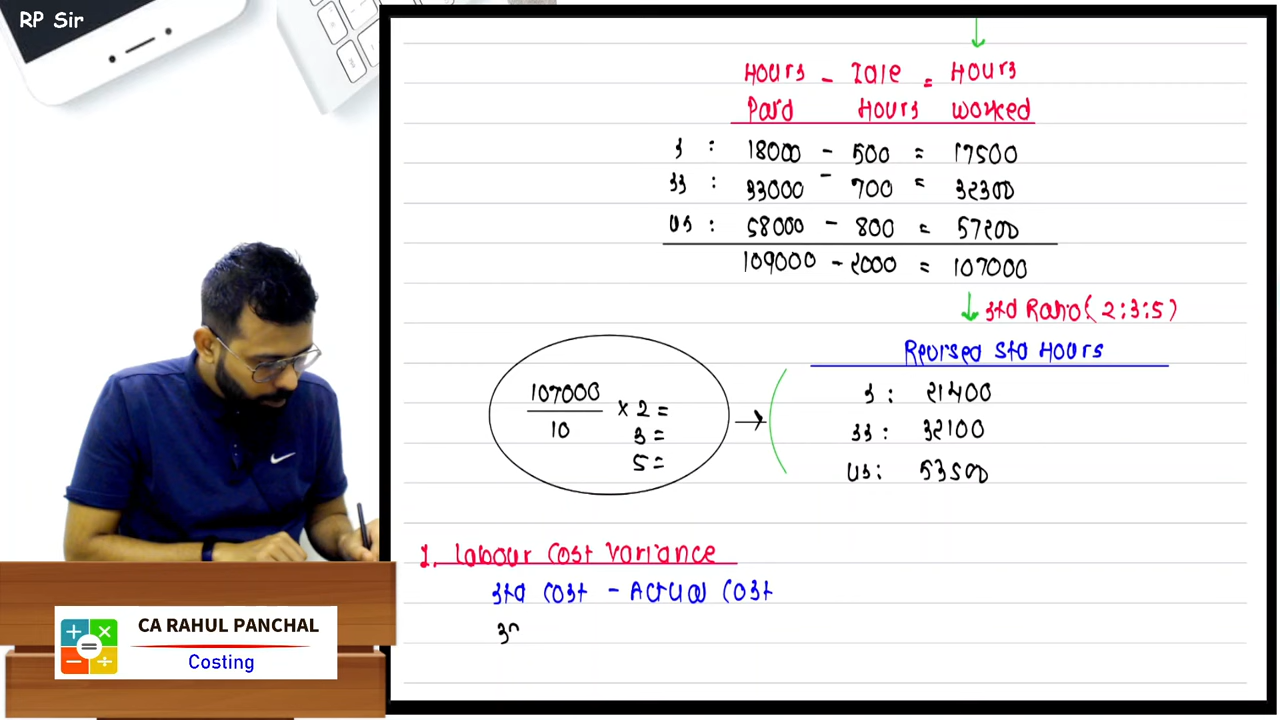 RP Sir
Hours - Idle = Hours
Paid Hours worked
S : 18000 - 500 = 17500
SS : 33000 - 700 = 32300
US : 58000 - 800 = 57200
109000 - 2000 = 107000
Std Ratio (2:3:5)
Revised Std Hours
107000
10
× 2 =
3 =
5 =
S : 21400
SS : 32100
US : 53500
1. Labour Cost Variance
Std Cost - Actual Cost
CA RAHUL PANCHAL
Costing